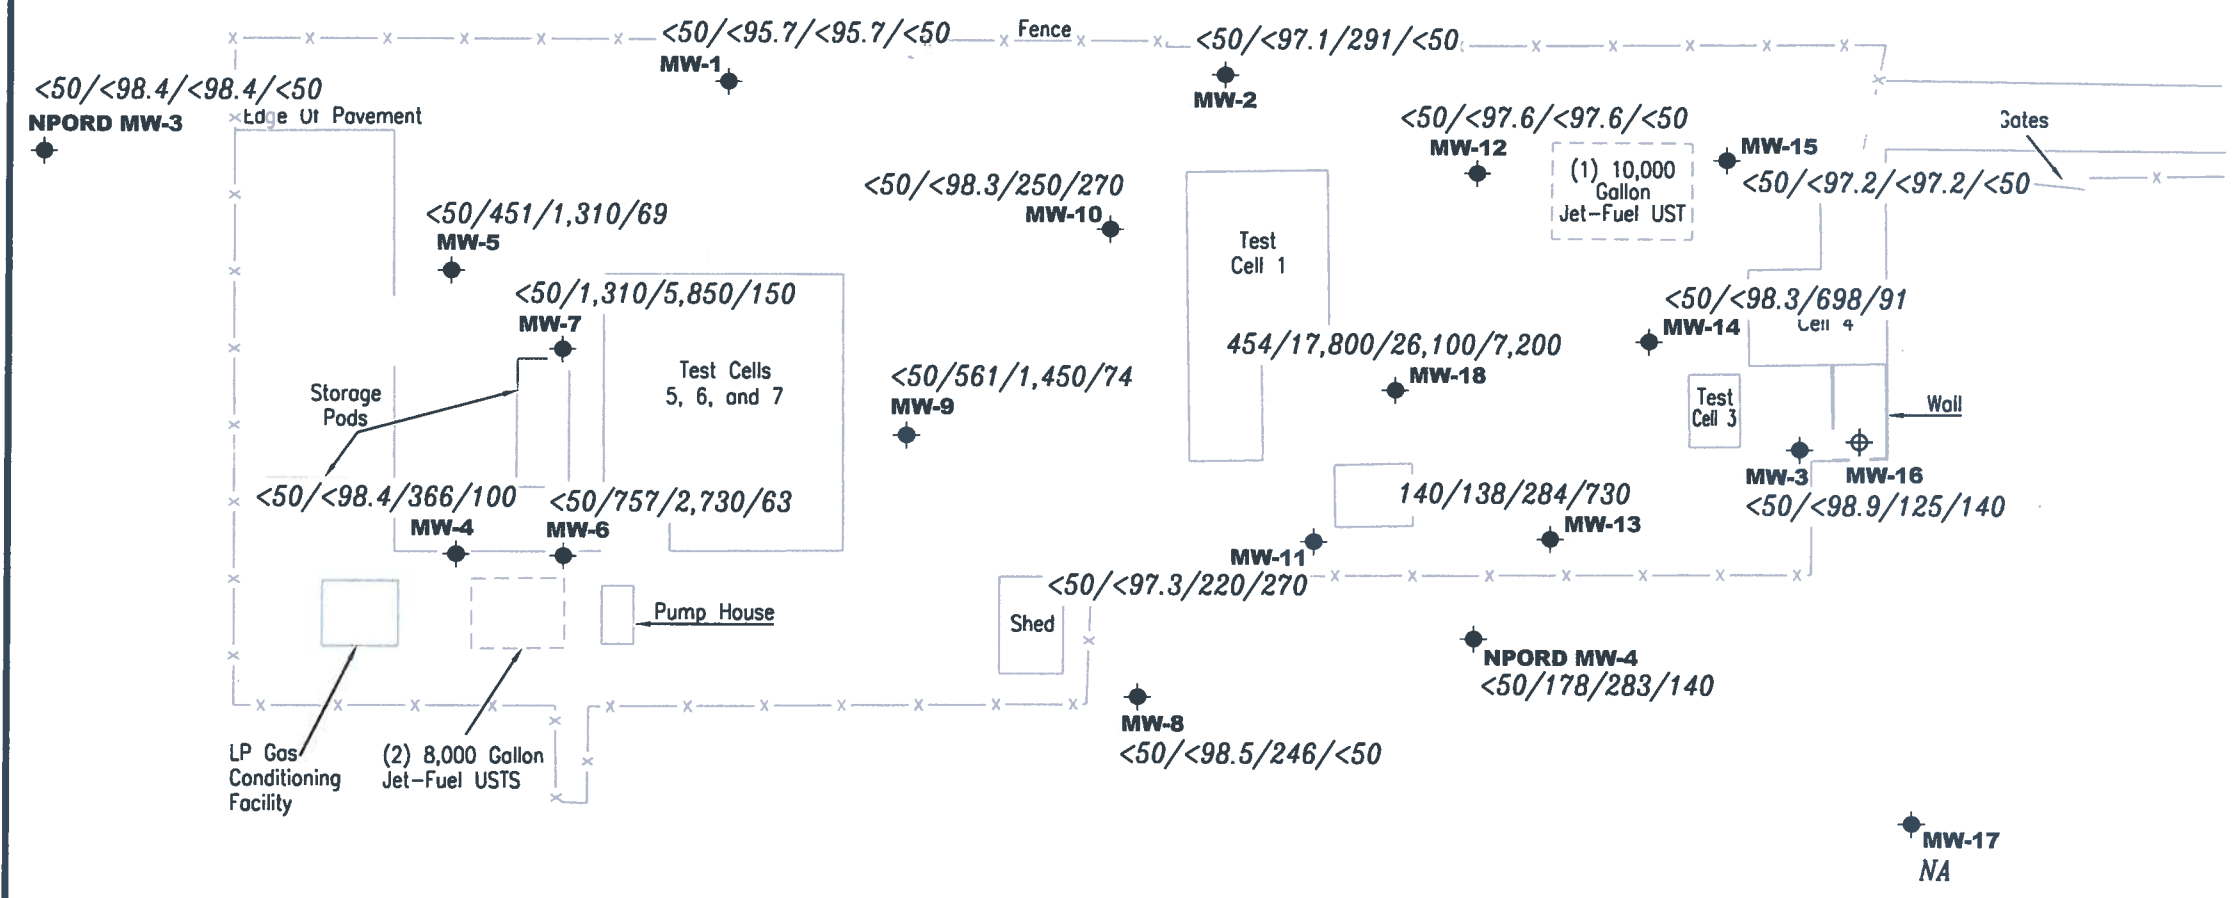 <50/<95.7/<95.7/<50
MW-1
Fence
<50/<97.1/291/<50
MW-2
<50/<98.4/<98.4/<50
NPORD MW-3
Edge Of Pavement
<50/<97.6/<97.6/<50
MW-12
(1) 10,000
Gallon
Jet-Fuel UST
MW-15
<50/<97.2/<97.2/<50
Gates
<50/<98.3/250/270
MW-10
<50/451/1,310/69
MW-5
Test
Cell 1
<50/1,310/5,850/150
MW-7
<50/<98.3/698/91
MW-14
Cell 4
454/17,800/26,100/7,200
MW-18
Test Cells
5, 6, and 7
<50/561/1,450/74
MW-9
Storage
Pods
Test
Cell 3
Wall
MW-3
MW-16
<50/<98.9/125/140
<50/<98.4/366/100
MW-4
<50/757/2,730/63
MW-6
140/138/284/730
MW-13
MW-11
<50/<97.3/220/270
Shed
Pump House
NPORD MW-4
<50/178/283/140
MW-8
<50/<98.5/246/<50
LP Gas
Conditioning
Facility
(2) 8,000 Gallon
Jet-Fuel USTS
MW-17
NA